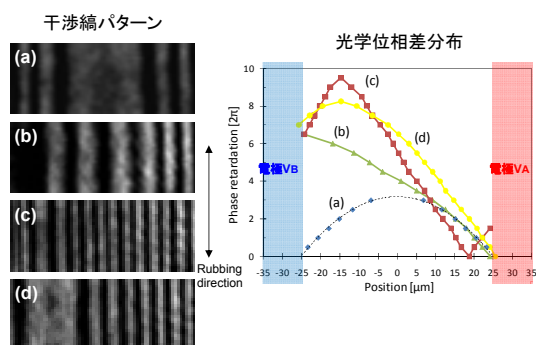 干渉縞パターン
(a)
(b)
(c)
(d)
Rubbing
direction
光学位相差分布
Phase retardation [2π]
10
8
6
4
2
0
(c)
(d)
(b)
(a)
電極VB
電極VA
-35 -30 -25 -20 -15 -10 -5 0 5 10 15 20 25 30 35
Position [μm]